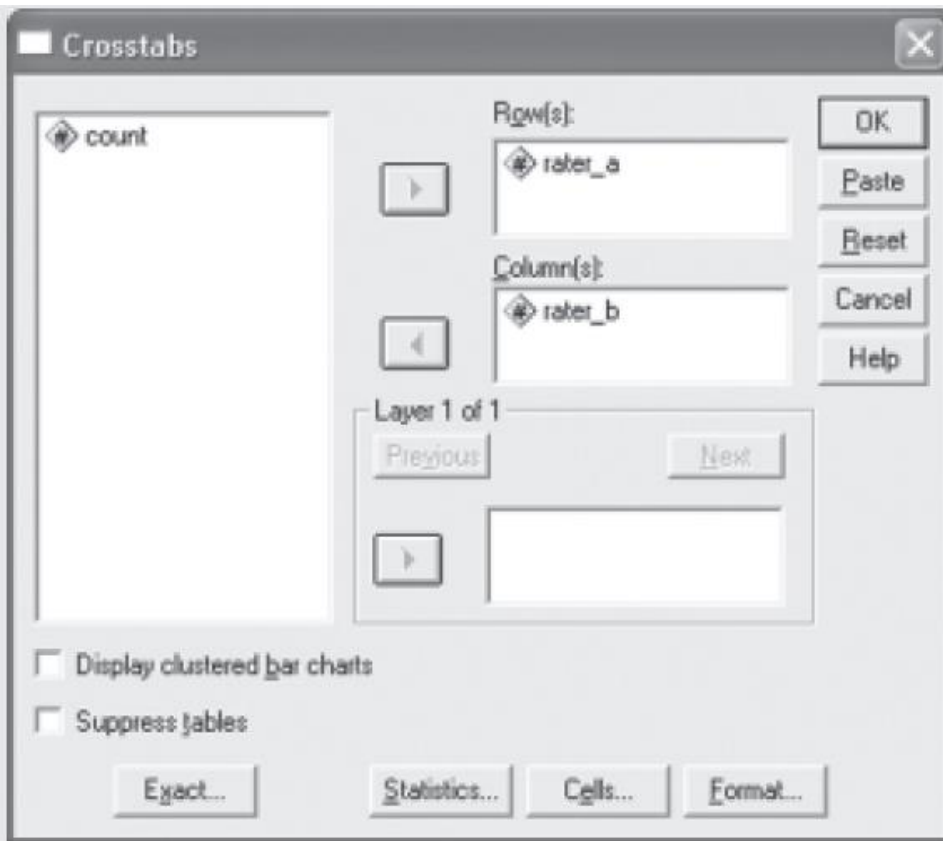 Crosstabs
count
Row(s):
rater_a
Column(s):
rater_b
Layer 1 of 1
Previous
Next
OK
Paste
Reset
Cancel
Help
Display clustered bar charts
Suppress tables
Exact...
Statistics...
Cells...
Format...